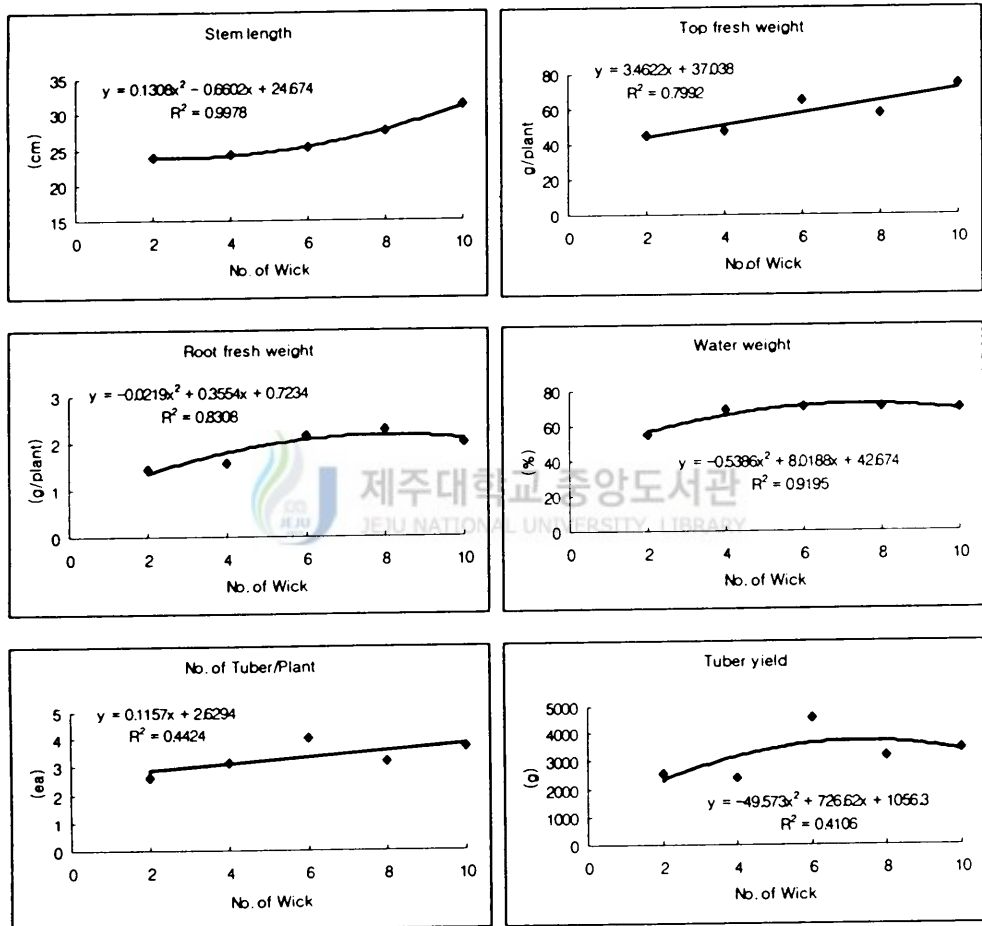 Stem length
y = 0.1308x² − 0.6602x + 24.674
R² = 0.9978
35
30
25
20
15
(cm)
0 2 4 6 8 10
No. of Wick
Top fresh weight
y = 3.4622x + 37.038
R² = 0.7992
80
60
40
20
0
g/plant
0 2 4 6 8 10
No. of Wick
Root fresh weight
y = −0.0219x² + 0.3554x + 0.7234
R² = 0.8308
3
2
1
0
(g/plant)
0 2 4 6 8 10
No. of Wick
Water weight
80
60
40
20
0
(%)
y = −0.5386x² + 8.0188x + 42.674
R² = 0.9195
0 2 4 6 8 10
No. of Wick
제주대학교 중앙도서관
JEJU NATIONAL UNIVERSITY LIBRARY
JEJU
No. of Tuber/Plant
y = 0.1157x + 2.6294
R² = 0.4424
5
4
3
2
1
0
(ea)
0 2 4 6 8 10
No. of Wick
Tuber yield
5000
4000
3000
2000
1000
0
(g)
y = −49.573x² + 726.62x + 1056.3
R² = 0.4106
0 2 4 6 8 10
No. of Wick